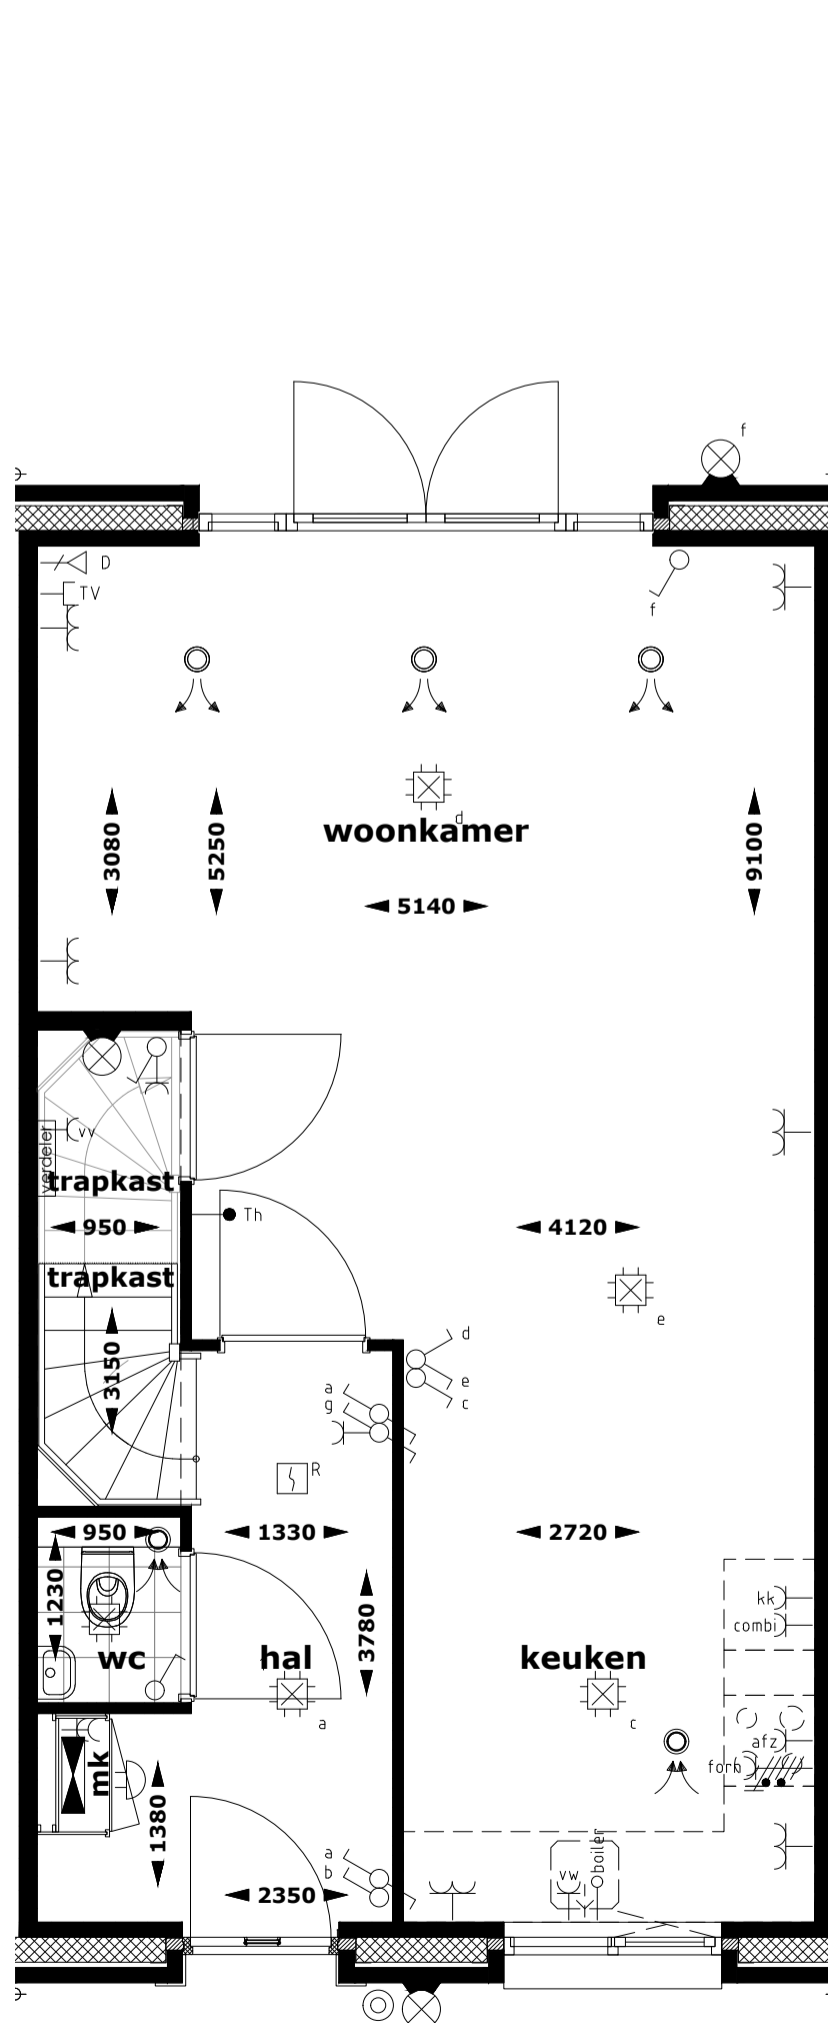 f
D
TV
f
d
woonkamer
3080
5250
9100
5140
vv
verdeler
trapkast
950
Th
4120
trapkast
e
3150
d
a
e
g
c
R
950
1330
2720
1230
3780
kk
combi
wc
hal
keuken
a
c
afz
forn
mk
1380
boiler
vw
a
b
2350